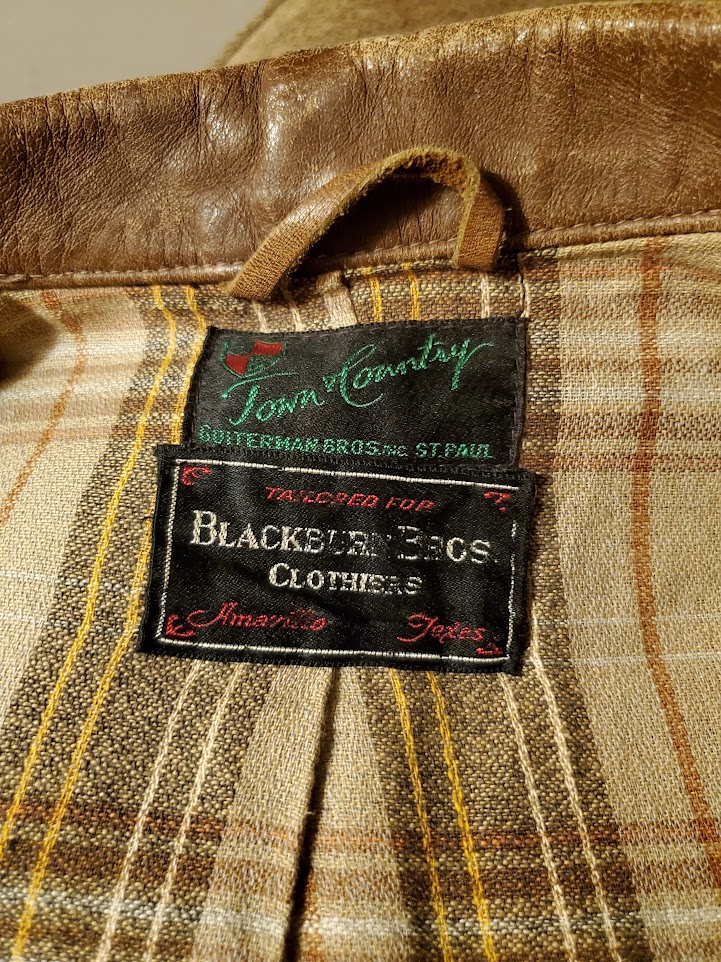 Town & Country
GUITERMAN BROS. INC. ST. PAUL
TAILORED FOR
BLACKBURN BROS.
CLOTHIERS
Amarillo Texas